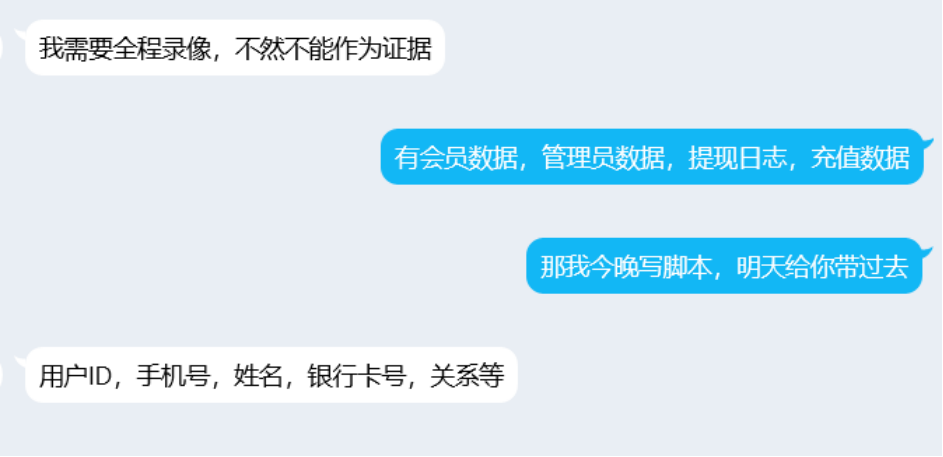 我需要全程录像，不然不能作为证据
有会员数据，管理员数据，提现日志，充值数据
那我今晚写脚本，明天给你带过去
用户ID，手机号，姓名，银行卡号，关系等